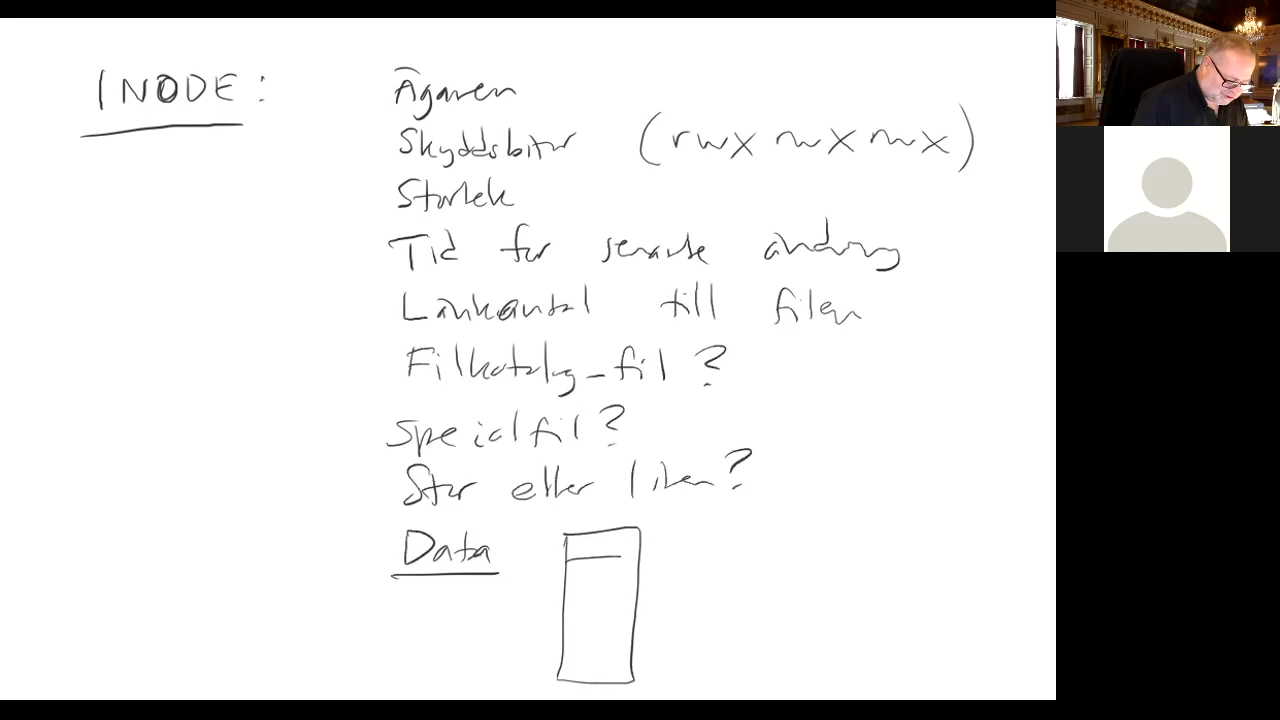 INODE:
Ägaren
Skyddsbitar (rwx rwx rwx)
Storlek
Tid för senaste ändring
Länkantal till filen
Filkatalog-fil?
Specialfil?
Stor eller liten?
Data